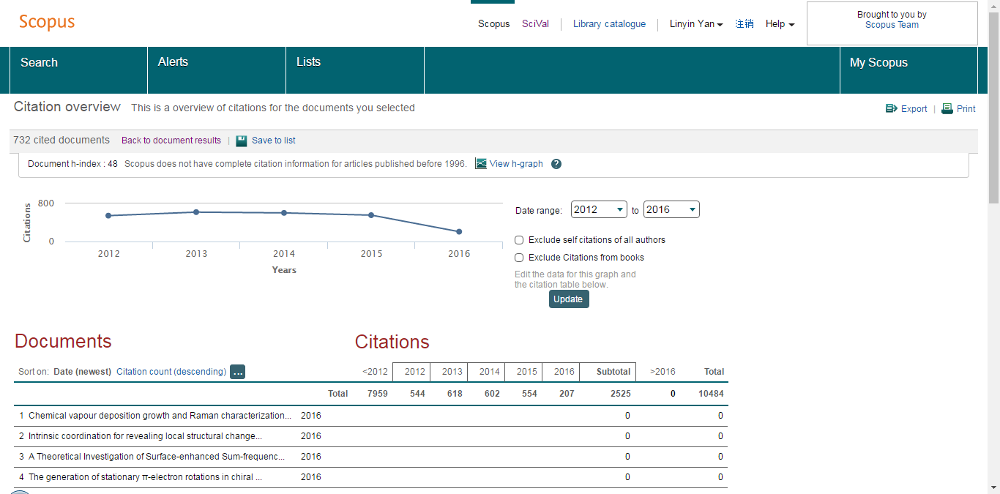 Scopus
Scopus SciVal Library catalogue Linyin Yan 注销 Help
Brought to you by
Scopus Team
Search Alerts Lists My Scopus
Citation overview This is a overview of citations for the documents you selected Export Print
732 cited documents Back to document results Save to list
Document h-index : 48 Scopus does not have complete citation information for articles published before 1996. View h-graph ?
Citations
800
0
2012 2013 2014 2015 2016
Years
Date range: 2012 to 2016
Exclude self citations of all authors
Exclude Citations from books
Edit the data for this graph and
the citation table below.
Update
Documents Citations
Sort on: Date (newest) Citation count (descending) ... <2012 2012 2013 2014 2015 2016 Subtotal >2016 Total
Total 7959 544 618 602 554 207 2525 0 10484
1 Chemical vapour deposition growth and Raman characterization... 2016 0 0
2 Intrinsic coordination for revealing local structural change... 2016 0 0
3 A Theoretical Investigation of Surface-enhanced Sum-frequenc... 2016 0 0
4 The generation of stationary π-electron rotations in chiral ... 2016 0 0